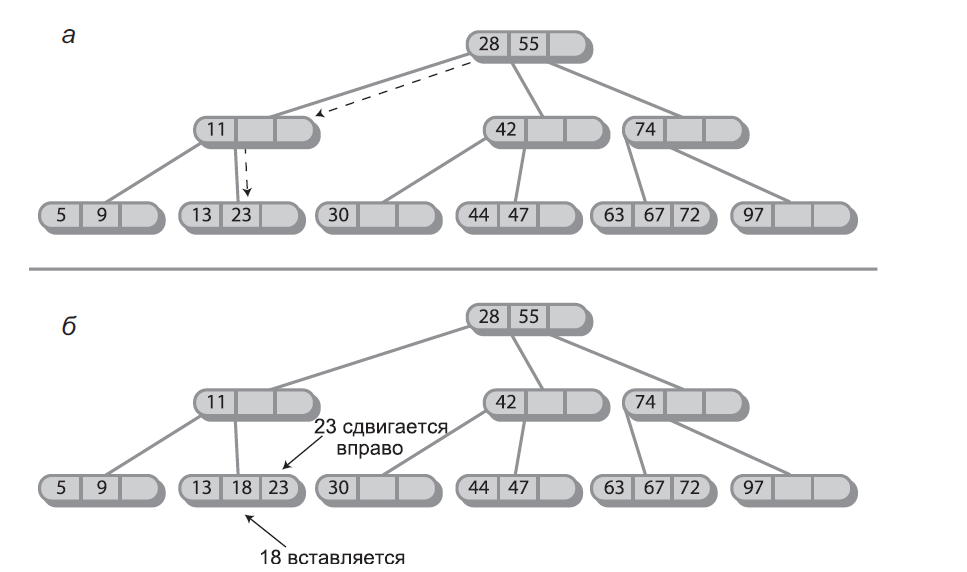 а
28 55
11 42 74
5 9 13 23 30 44 47 63 67 72 97
б
28 55
11 42 74
23 сдвигается
вправо
5 9 13 18 23 30 44 47 63 67 72 97
18 вставляется